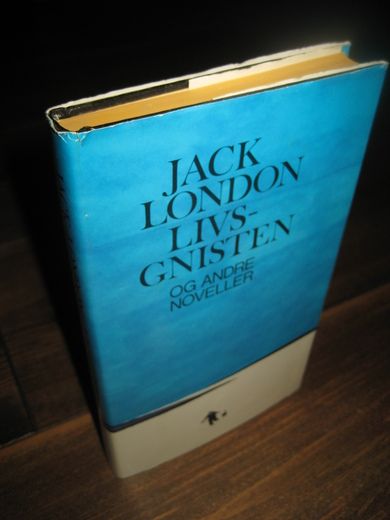 JACK
LONDON
LIVS-
GNISTEN
OG ANDRE
NOVELLER